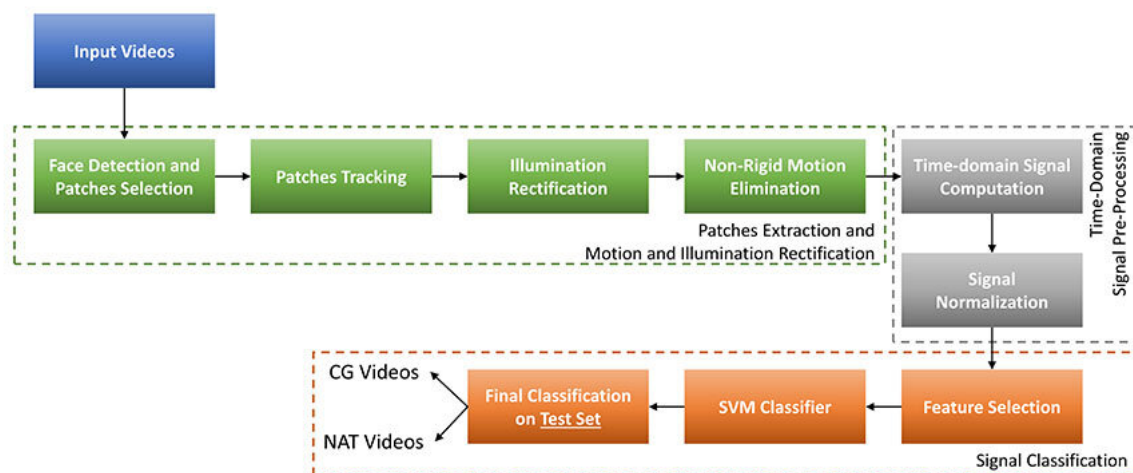 Input Videos
Face Detection and
Patches Selection
Patches Tracking
Illumination
Rectification
Non-Rigid Motion
Elimination
Patches Extraction and
Motion and Illumination Rectification
Time-domain Signal
Computation
Time-Domain
Signal Pre-Processing
Signal
Normalization
Feature Selection
SVM Classifier
Final Classification
on Test Set
CG Videos
NAT Videos
Signal Classification